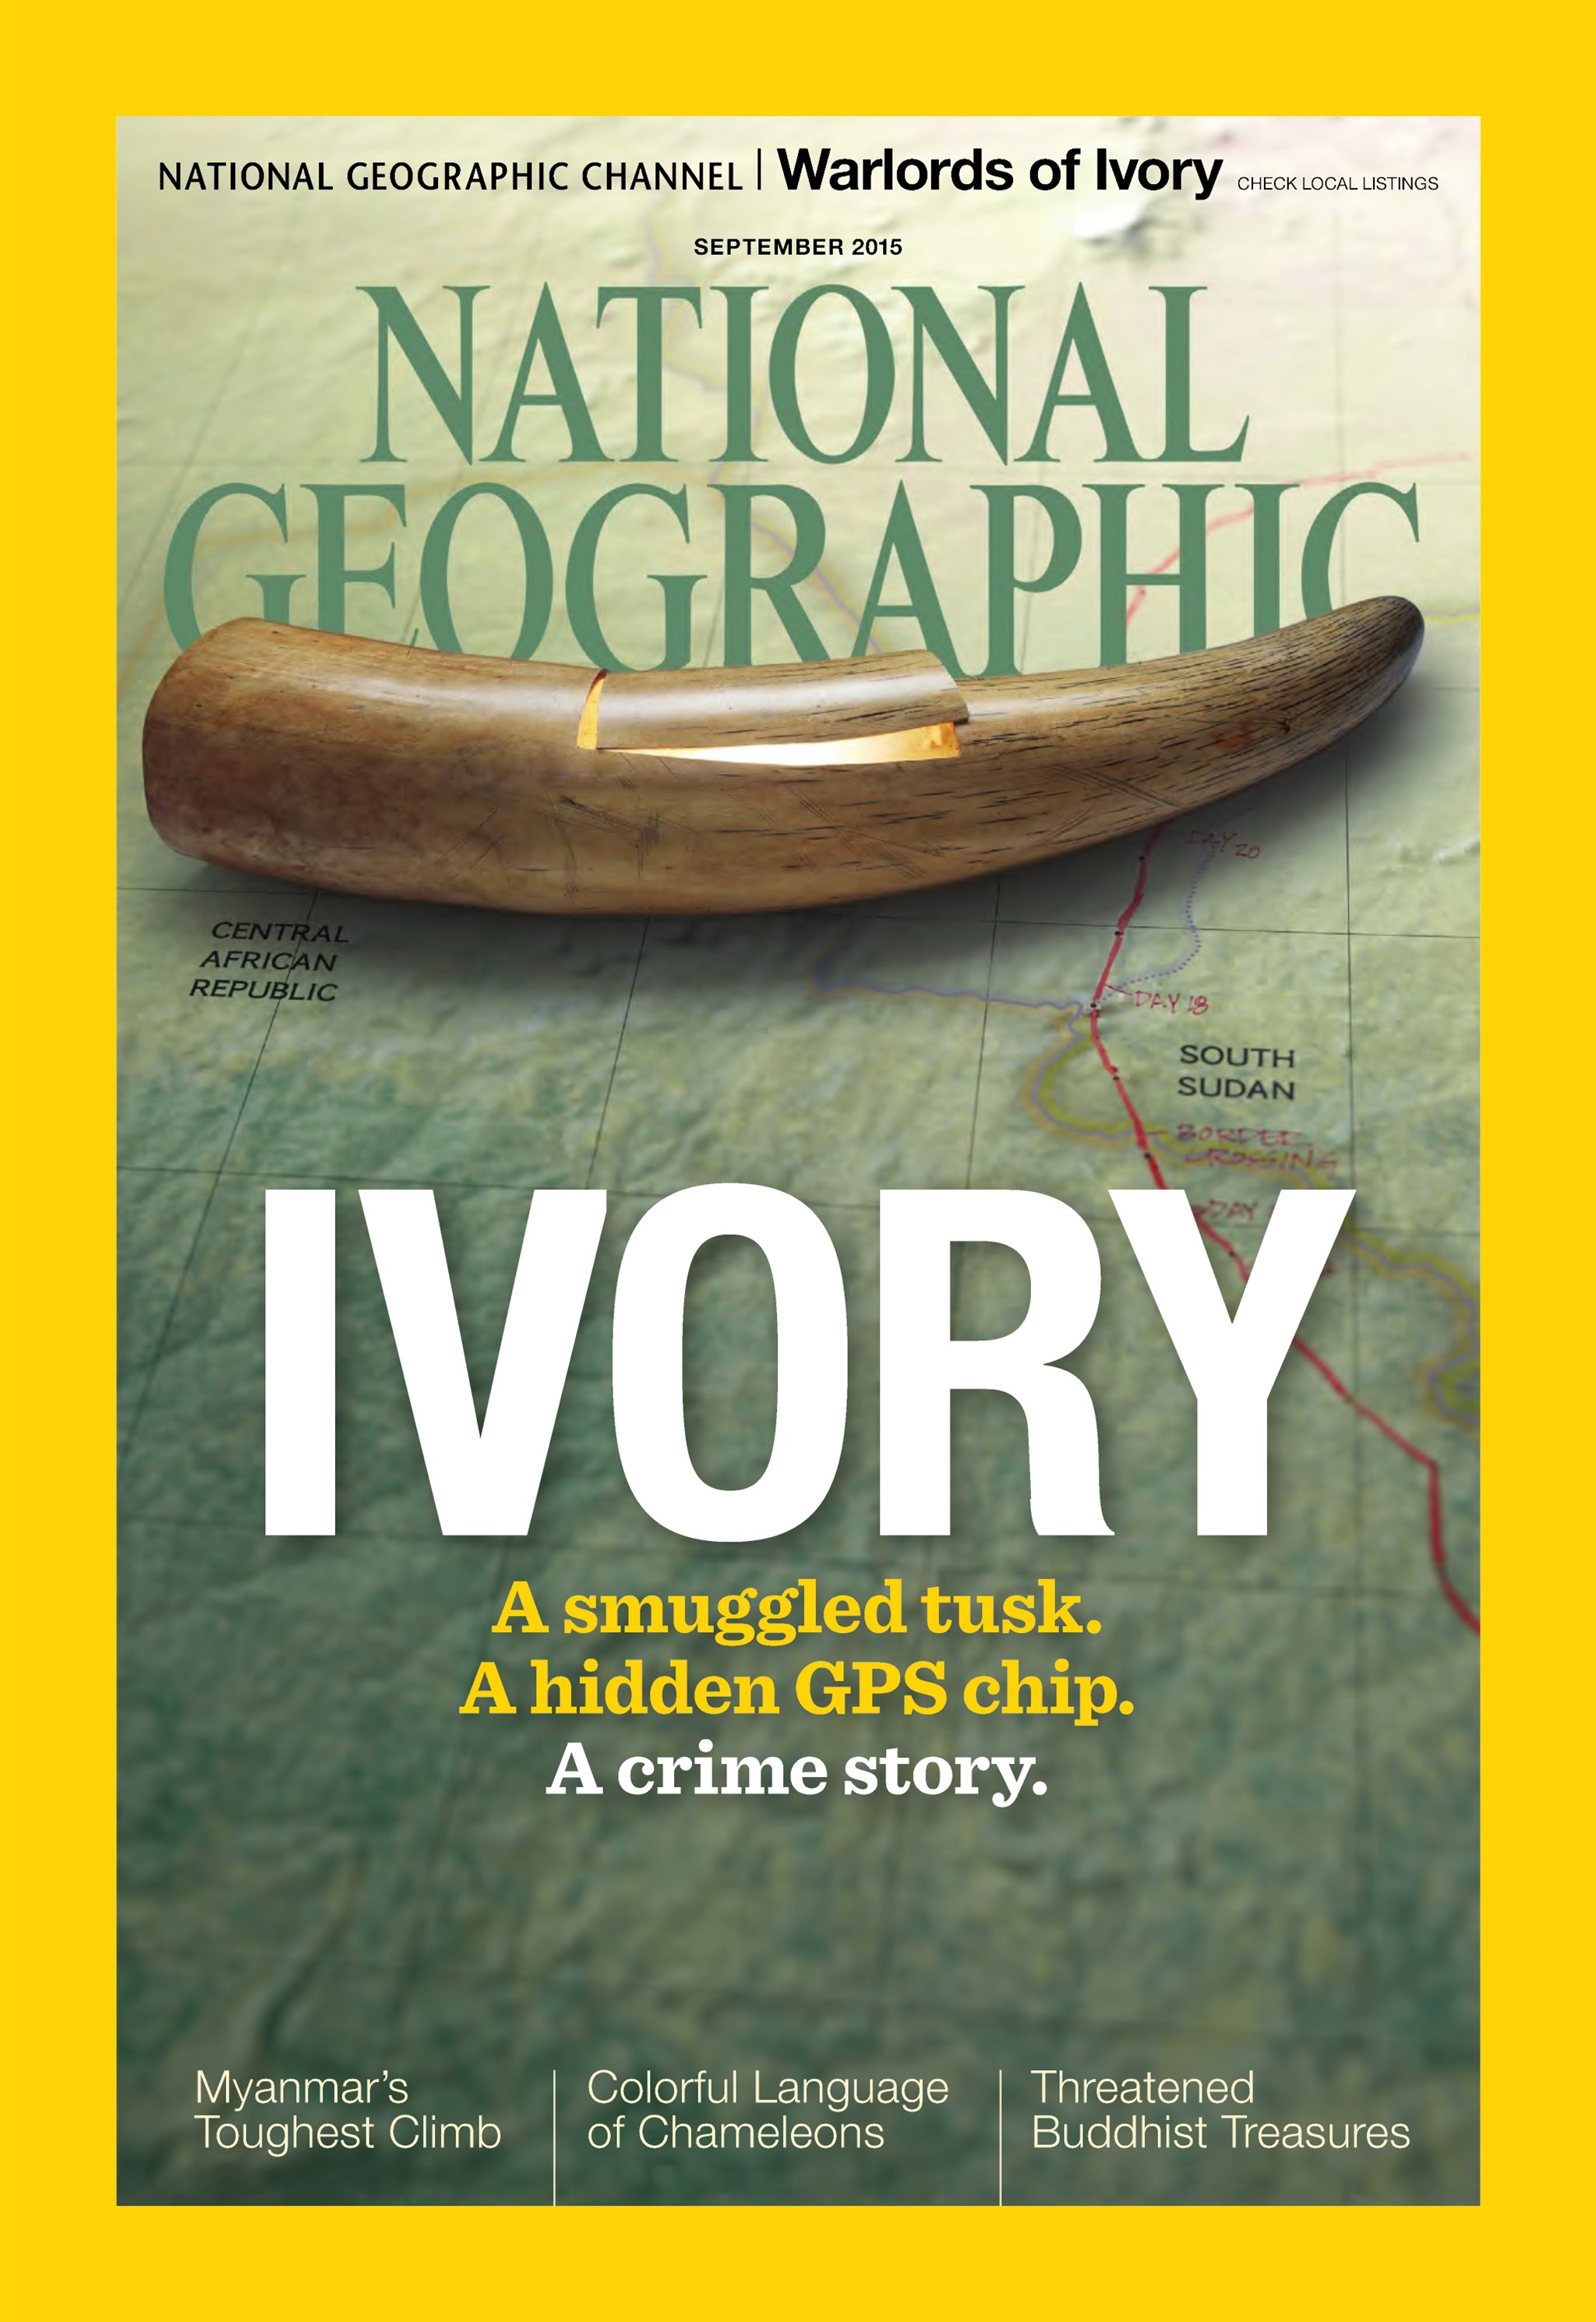 NATIONAL GEOGRAPHIC CHANNEL | Warlords of Ivory CHECK LOCAL LISTINGS
SEPTEMBER 2015
NATIONAL
GEOGRAPHIC
DAY 20
CENTRAL
AFRICAN
REPUBLIC
DAY 18
SOUTH
SUDAN
BORDER
CROSSING
DAY
IVORY
A smuggled tusk.
A hidden GPS chip.
A crime story.
Myanmar's
Toughest Climb
Colorful Language
of Chameleons
Threatened
Buddhist Treasures